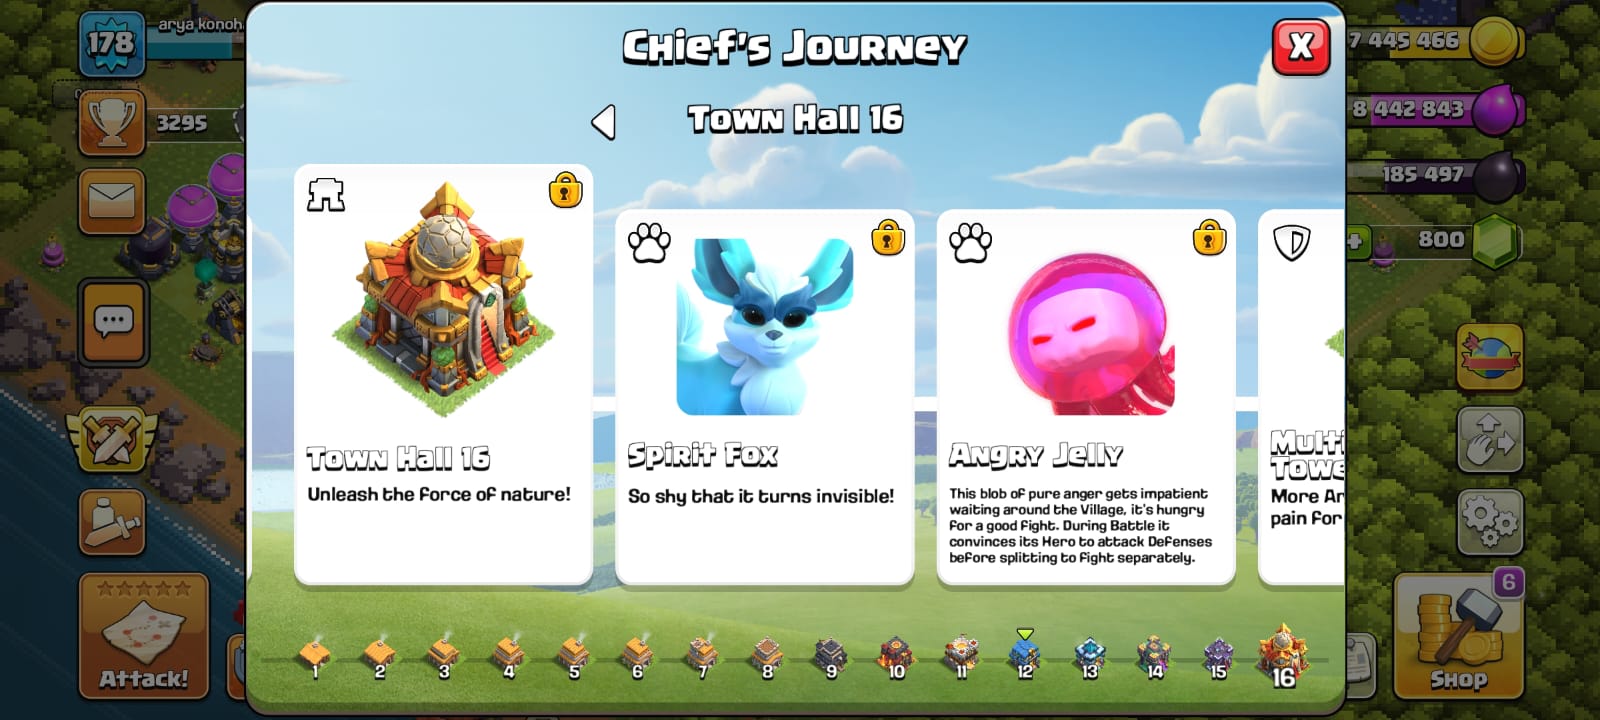 178
arya konoh
3295
Attack!
Chief's Journey
X
Town Hall 16
Town Hall 16
Unleash the force of nature!
Spirit Fox
So shy that it turns invisible!
Angry Jelly
This blob of pure anger gets impatient
waiting around the Village, it's hungry
for a good fight. During Battle it
convinces its Hero to attack Defenses
before splitting to fight separately.
Multi
Towe
More Ar
pain for
1 2 3 4 5 6 7 8 9 10 11 12 13 14 15 16
7 445 466
8 442 843
185 497
800
6
Shop